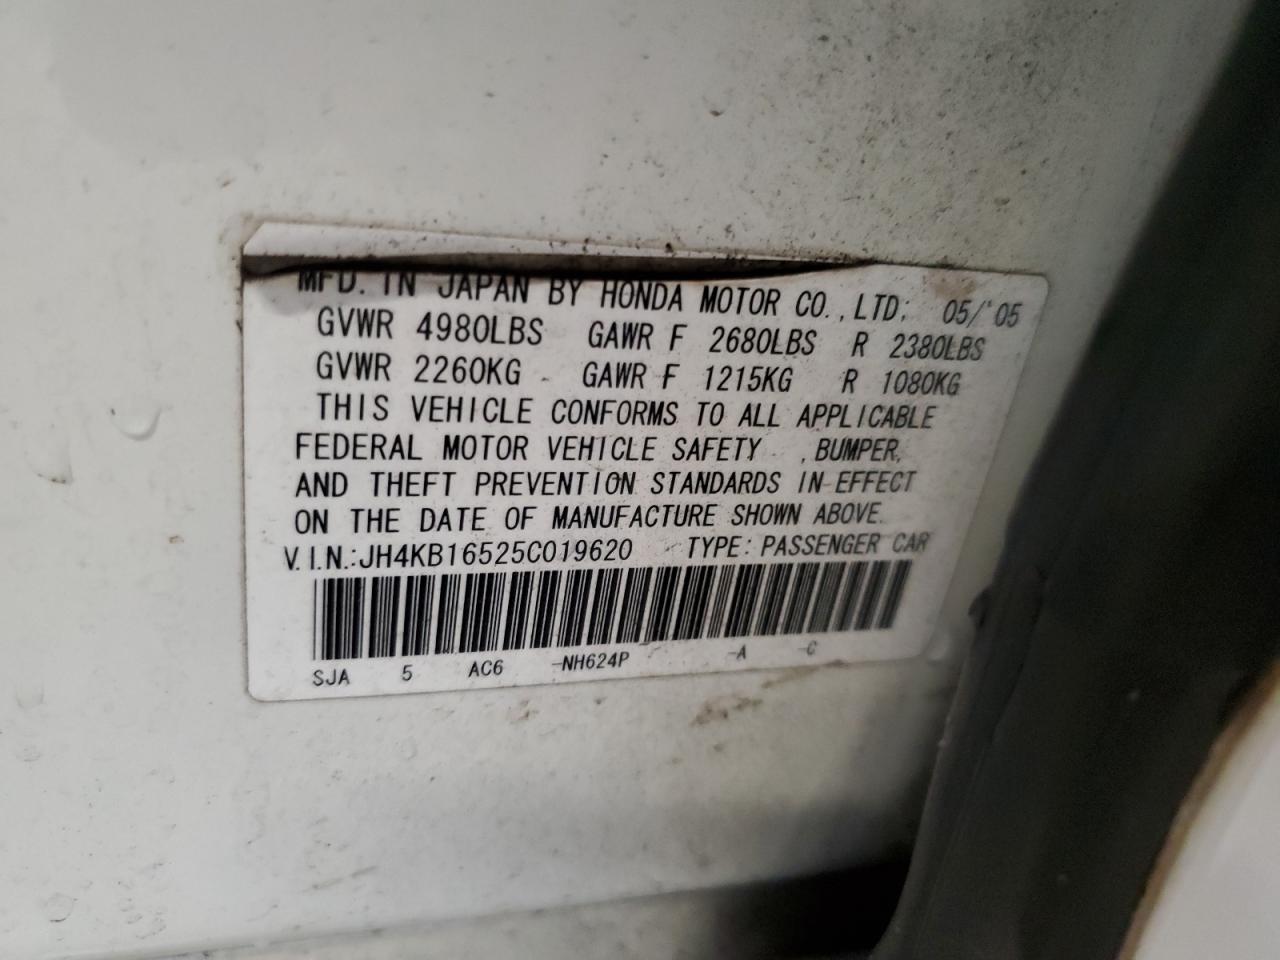 MFD. IN JAPAN BY HONDA MOTOR CO., LTD; 05/'05
GVWR 4980LBS GAWR F 2680LBS R 2380LBS
GVWR 2260KG GAWR F 1215KG R 1080KG
THIS VEHICLE CONFORMS TO ALL APPLICABLE
FEDERAL MOTOR VEHICLE SAFETY , BUMPER,
AND THEFT PREVENTION STANDARDS IN EFFECT
ON THE DATE OF MANUFACTURE SHOWN ABOVE.
V.I.N.:JH4KB16525C019620 TYPE: PASSENGER CAR
SJA 5 AC6 -NH624P -A -C